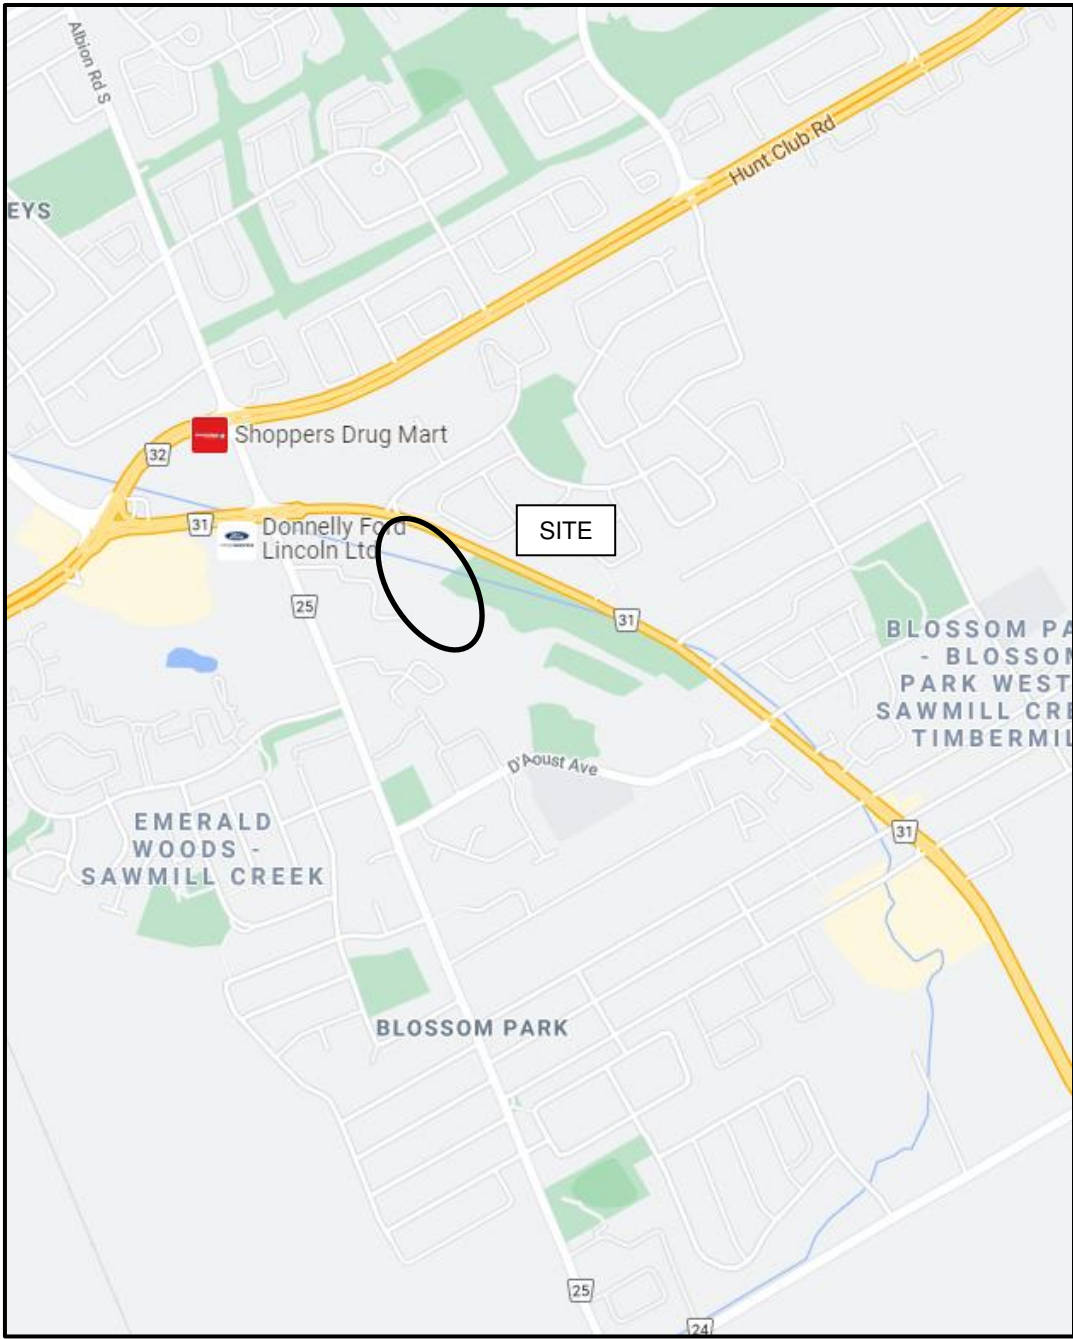 Albion Rd S
Hunt Club Rd
EYS
Shoppers Drug Mart
32
31
Donnelly Ford
Lincoln Ltd
SITE
25
31
BLOSSOM PA
- BLOSSOM
PARK WEST
SAWMILL CRE
TIMBERMIL
D'Aoust Ave
EMERALD
WOODS -
SAWMILL CREEK
31
BLOSSOM PARK
25
24